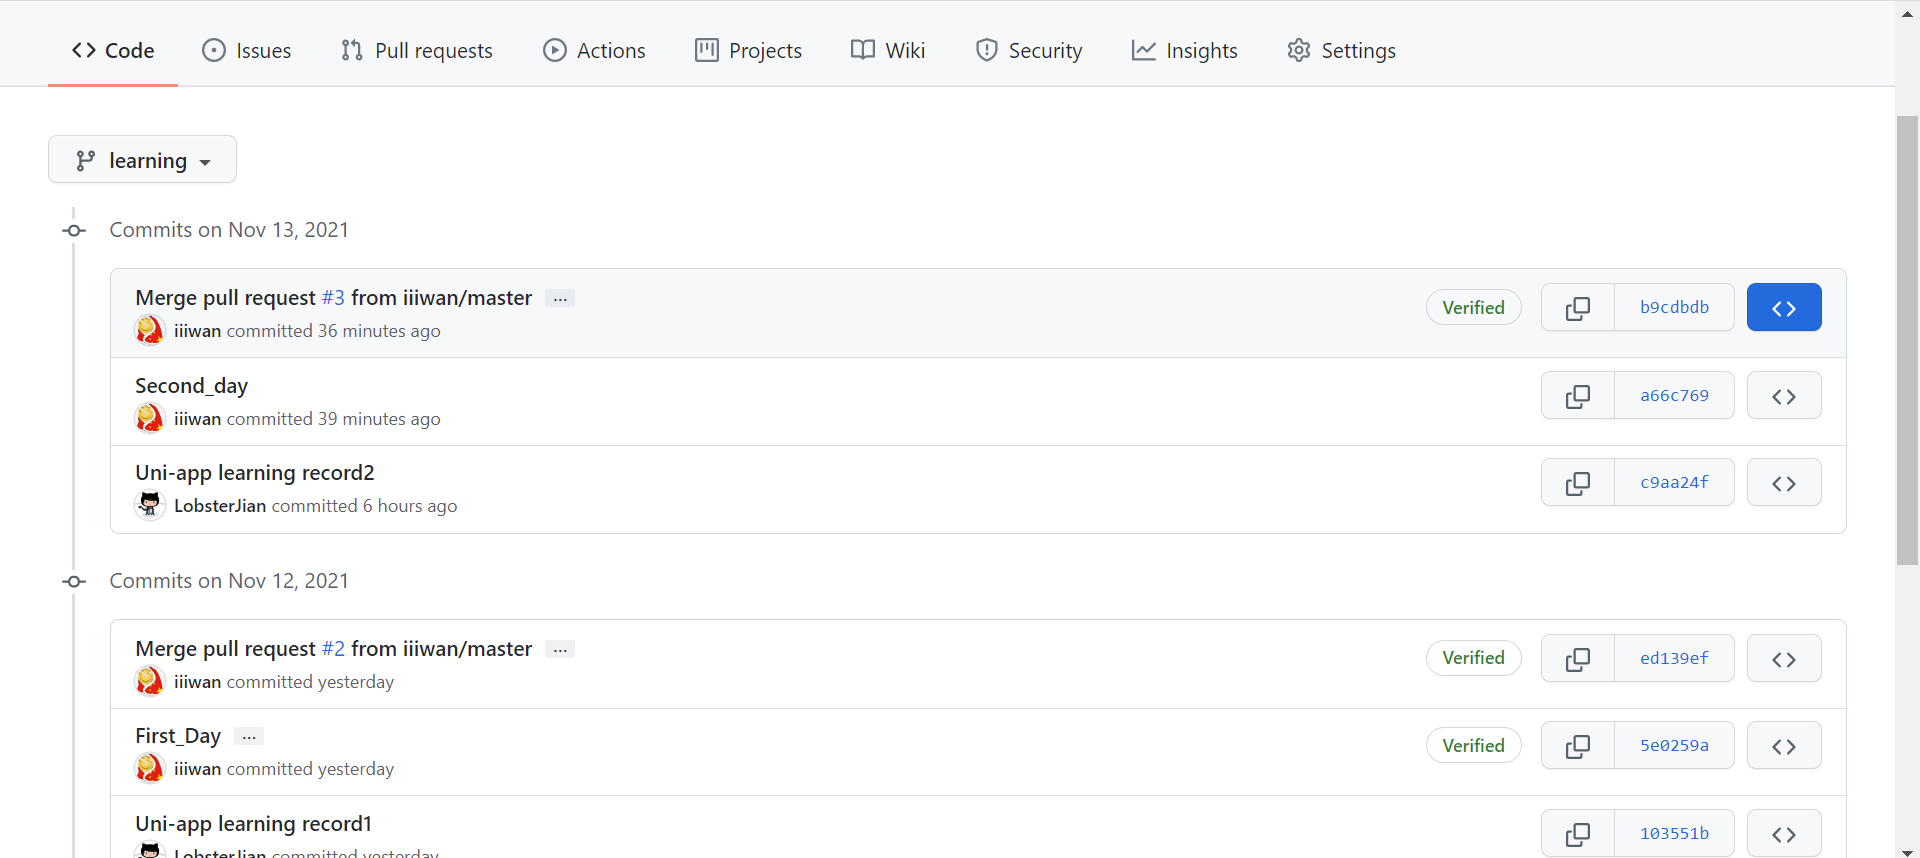 Code Issues Pull requests Actions Projects Wiki Security Insights Settings
learning
Commits on Nov 13, 2021
Merge pull request #3 from iiiwan/master ...
Verified b9cdbdb
iiiwan committed 36 minutes ago
Second_day
a66c769
iiiwan committed 39 minutes ago
Uni-app learning record2
c9aa24f
LobsterJian committed 6 hours ago
Commits on Nov 12, 2021
Merge pull request #2 from iiiwan/master ...
Verified ed139ef
iiiwan committed yesterday
First_Day ...
Verified 5e0259a
iiiwan committed yesterday
Uni-app learning record1
103551b
LobsterJian committed yesterday